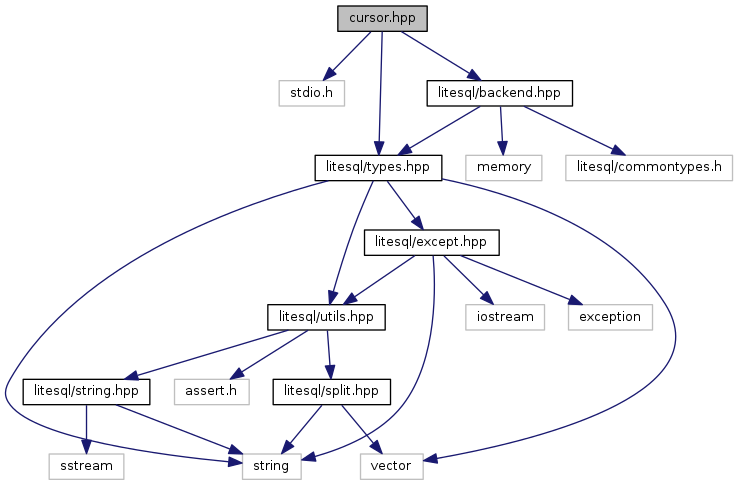 cursor.hpp
stdio.h
litesql/backend.hpp
litesql/types.hpp
memory
litesql/commontypes.h
litesql/except.hpp
litesql/utils.hpp
iostream
exception
litesql/string.hpp
assert.h
litesql/split.hpp
sstream
string
vector